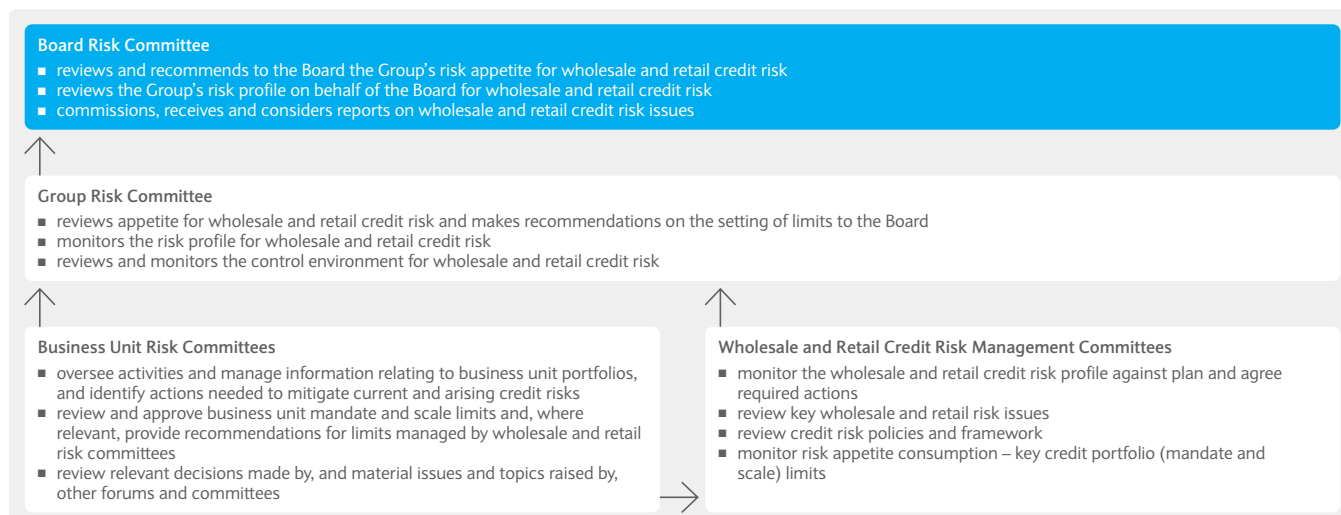 Board Risk Committee
■ reviews and recommends to the Board the Group's risk appetite for wholesale and retail credit risk
■ reviews the Group's risk profile on behalf of the Board for wholesale and retail credit risk
■ commissions, receives and considers reports on wholesale and retail credit risk issues
Group Risk Committee
■ reviews appetite for wholesale and retail credit risk and makes recommendations on the setting of limits to the Board
■ monitors the risk profile for wholesale and retail credit risk
■ reviews and monitors the control environment for wholesale and retail credit risk
Business Unit Risk Committees
■ oversee activities and manage information relating to business unit portfolios,
and identify actions needed to mitigate current and arising credit risks
■ review and approve business unit mandate and scale limits and, where
relevant, provide recommendations for limits managed by wholesale and retail
risk committees
■ review relevant decisions made by, and material issues and topics raised by,
other forums and committees
Wholesale and Retail Credit Risk Management Committees
■ monitor the wholesale and retail credit risk profile against plan and agree
required actions
■ review key wholesale and retail risk issues
■ review credit risk policies and framework
■ monitor risk appetite consumption – key credit portfolio (mandate and
scale) limits